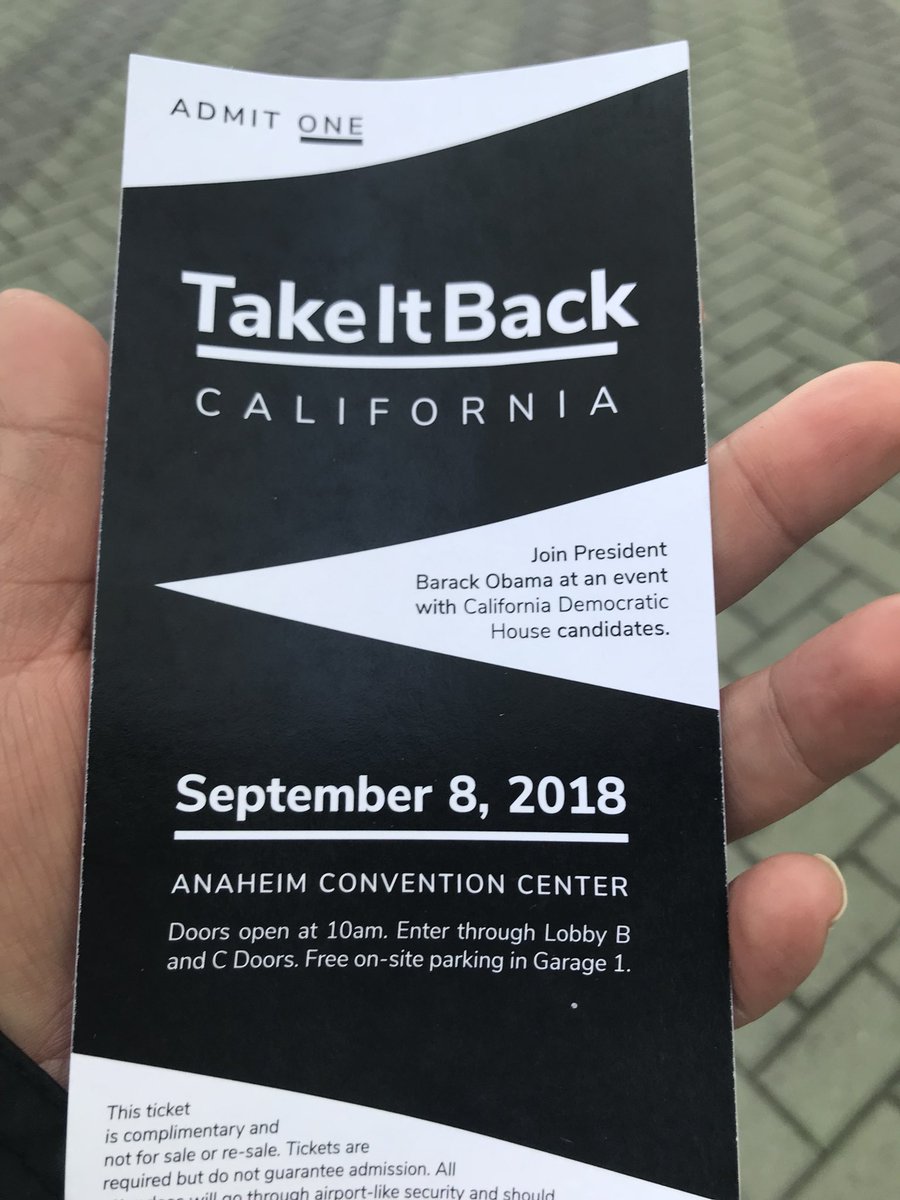 ADMIT ONE
TakeItBack
CALIFORNIA
Join President
Barack Obama at an event
with California Democratic
House candidates.
September 8, 2018
ANAHEIM CONVENTION CENTER
Doors open at 10am. Enter through Lobby B
and C Doors. Free on-site parking in Garage 1.
This ticket
is complimentary and
not for sale or re-sale. Tickets are
required but do not guarantee admission. All
will go through airport-like security and should